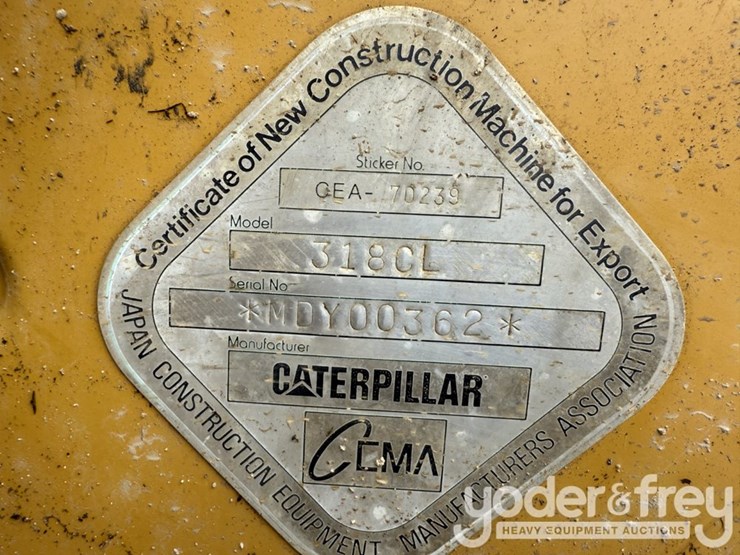 Certificate of New Construction Machine for Export
Sticker No.
CEA- 70239
Model
318CL
Serial No
*MDY00362*
Manufacturer
CATERPILLAR
CEMA
JAPAN CONSTRUCTION EQUIPMENT MANUFACTURERS ASSOCIATION
yoder&frey
HEAVY EQUIPMENT AUCTIONS